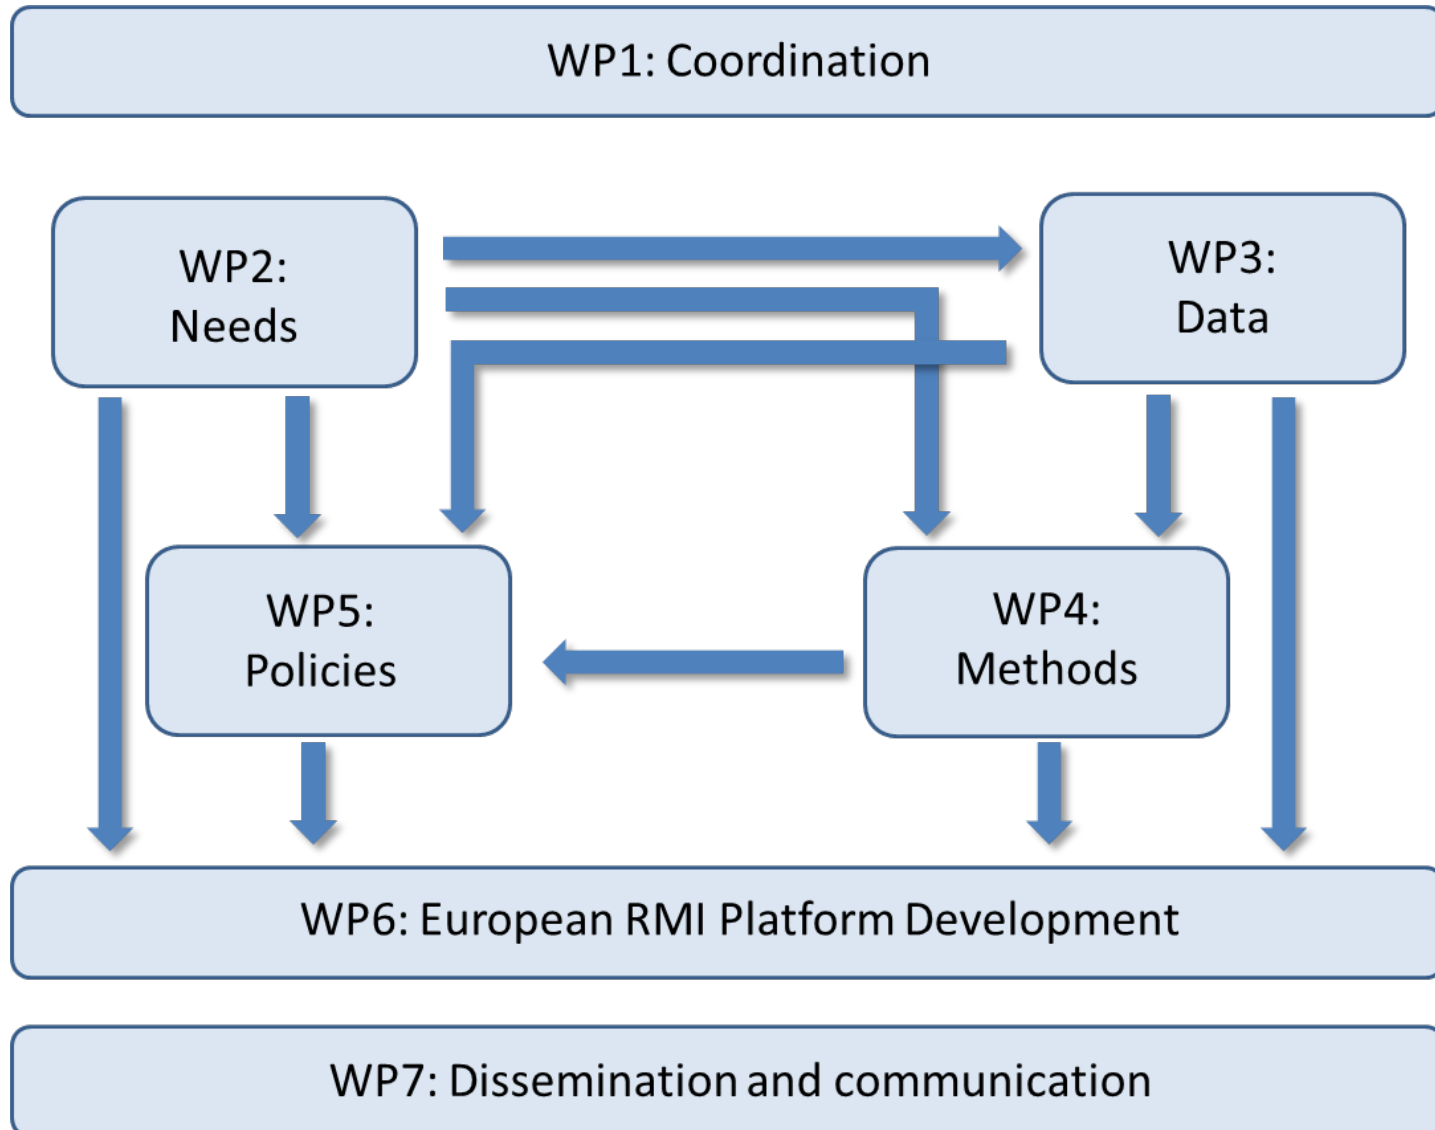 WP1: Coordination
WP2:
Needs
WP3:
Data
WP5:
Policies
WP4:
Methods
WP6: European RMI Platform Development
WP7: Dissemination and communication